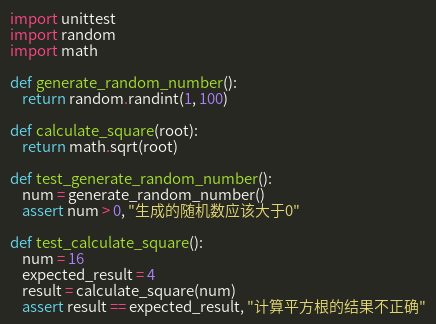 import unittest
import random
import math

def generate_random_number():
    return random.randint(1, 100)

def calculate_square(root):
    return math.sqrt(root)

def test_generate_random_number():
    num = generate_random_number()
    assert num > 0, "生成的随机数应该大于0"

def test_calculate_square():
    num = 16
    expected_result = 4
    result = calculate_square(num)
    assert result == expected_result, "计算平方根的结果不正确"